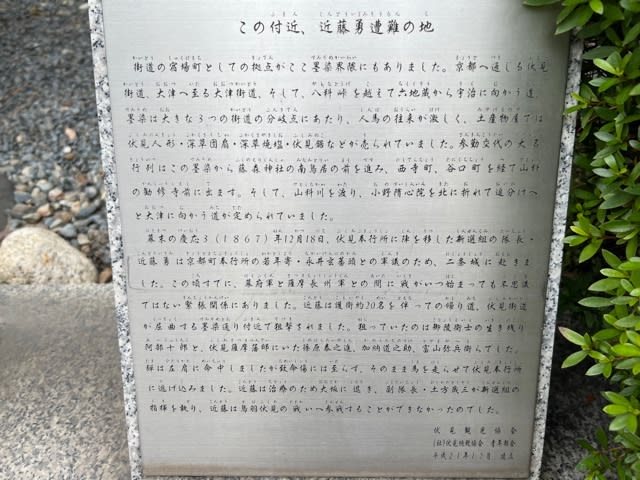 この付近、近藤勇遭難の地
街道の宿場町としての拠点がここ墨染界隈にもありました。京都へ通じる伏見
街道、大津へ至る大津街道、そして、八科峠を越えて六地蔵から宇治に向かう道、
墨染は大きな3つの街道の分岐点にあたり、人馬の往来が激しく、土産物屋では
伏見人形・深草団扇・深草焼塩・伏見鋸などが売られていました。参勤交代の大名
行列はこの墨染から藤森神社の南鳥居の前を進み、西寺町、谷口町を経て山科
の勧修寺前に出ます。そして、山科川を渡り、小野隋心院を北に折れて追分けへ
と大津に向かう道が定められていました。
幕末の慶応3(1867)年12月18日、伏見奉行所に陣を移した新選組の隊長・
近藤勇は京都町奉行所の若年寄・永井玄蕃頭との軍議のため、二条城に赴きま
した。この頃すでに、幕府軍と薩摩長州軍との間に戦がいつ始まっても不思議
ではない緊張関係にありました。近藤は護衛約20名を伴っての帰り道、伏見街道
が屈曲する墨染通り付近で狙撃されました。狙っていたのは御陵衛士の生き残り
阿部十郎と、伏見薩摩藩邸にいた篠原泰之進、加納道之助、富山弥兵衛らでした。
弾は左肩に命中しましたが致命傷には至らず、そのまま馬を走らせて伏見奉行所
に逃げ込みました。近藤は治療のため大坂に退き、副隊長・土方歳三が新選組の
指揮を執り、近藤は鳥羽伏見の戦いへ参戦することができなかったのでした。
伏見観光協会
(社)伏見納税協会 青年部会
平成21年12月 建立